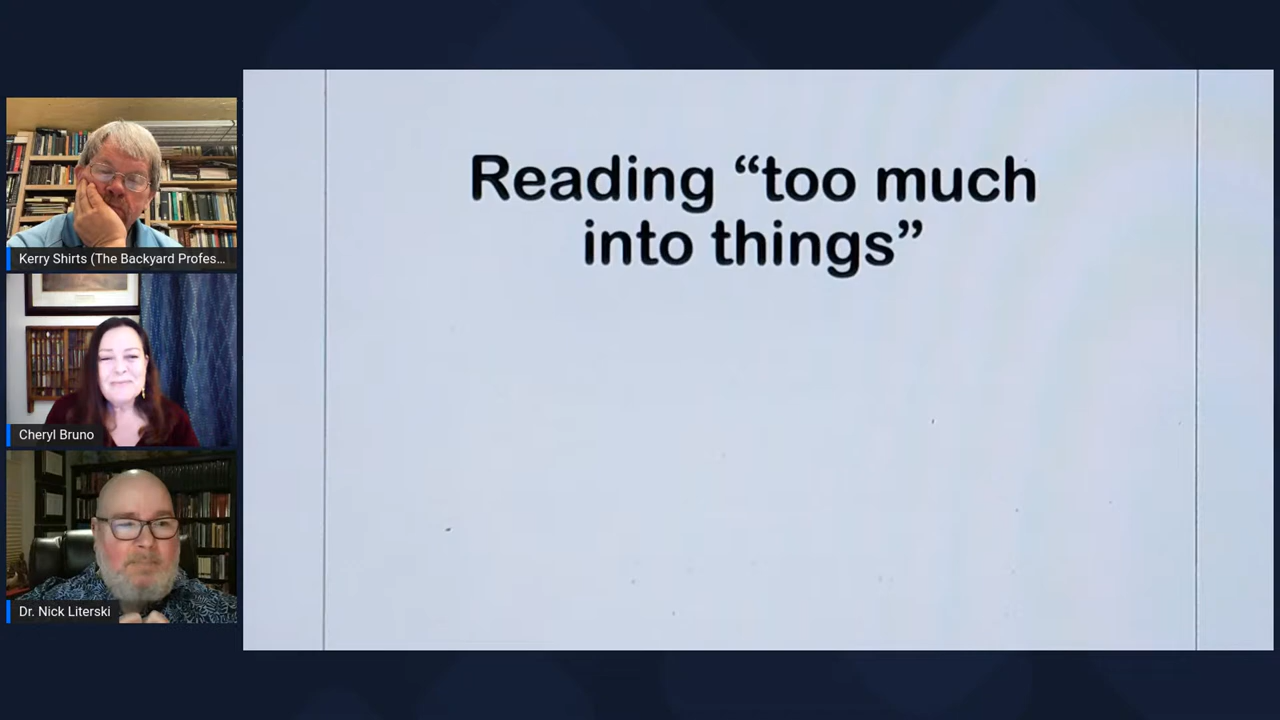 Kerry Shirts (The Backyard Profes...
Cheryl Bruno
Dr. Nick Literski
Reading “too much
into things”